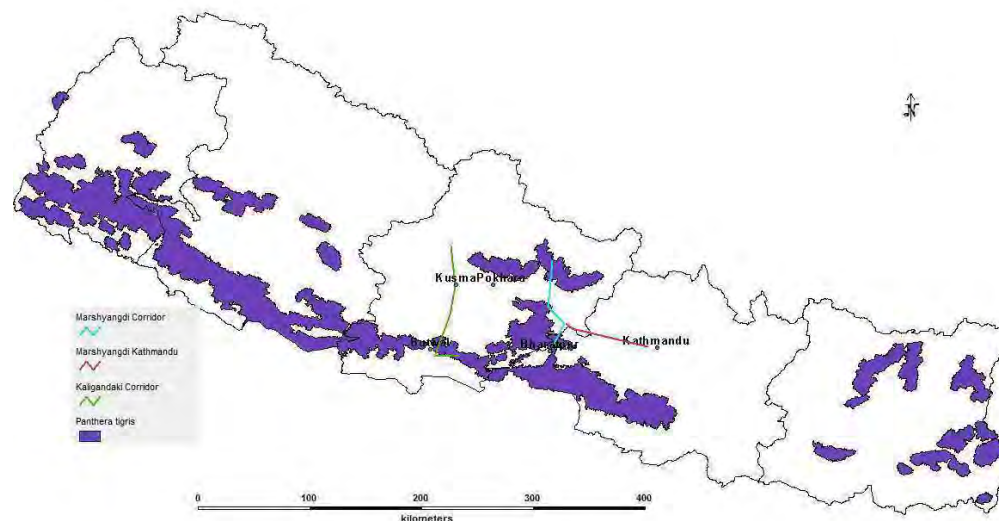 N
KusmaPokhara
Butwal
Bharatpur
Kathmandu
Marshyangdi Corridor
Marshyangdi Kathmandu
Kaligandaki Corridor
Panthera tigris
0 100 200 300 400
kilometers